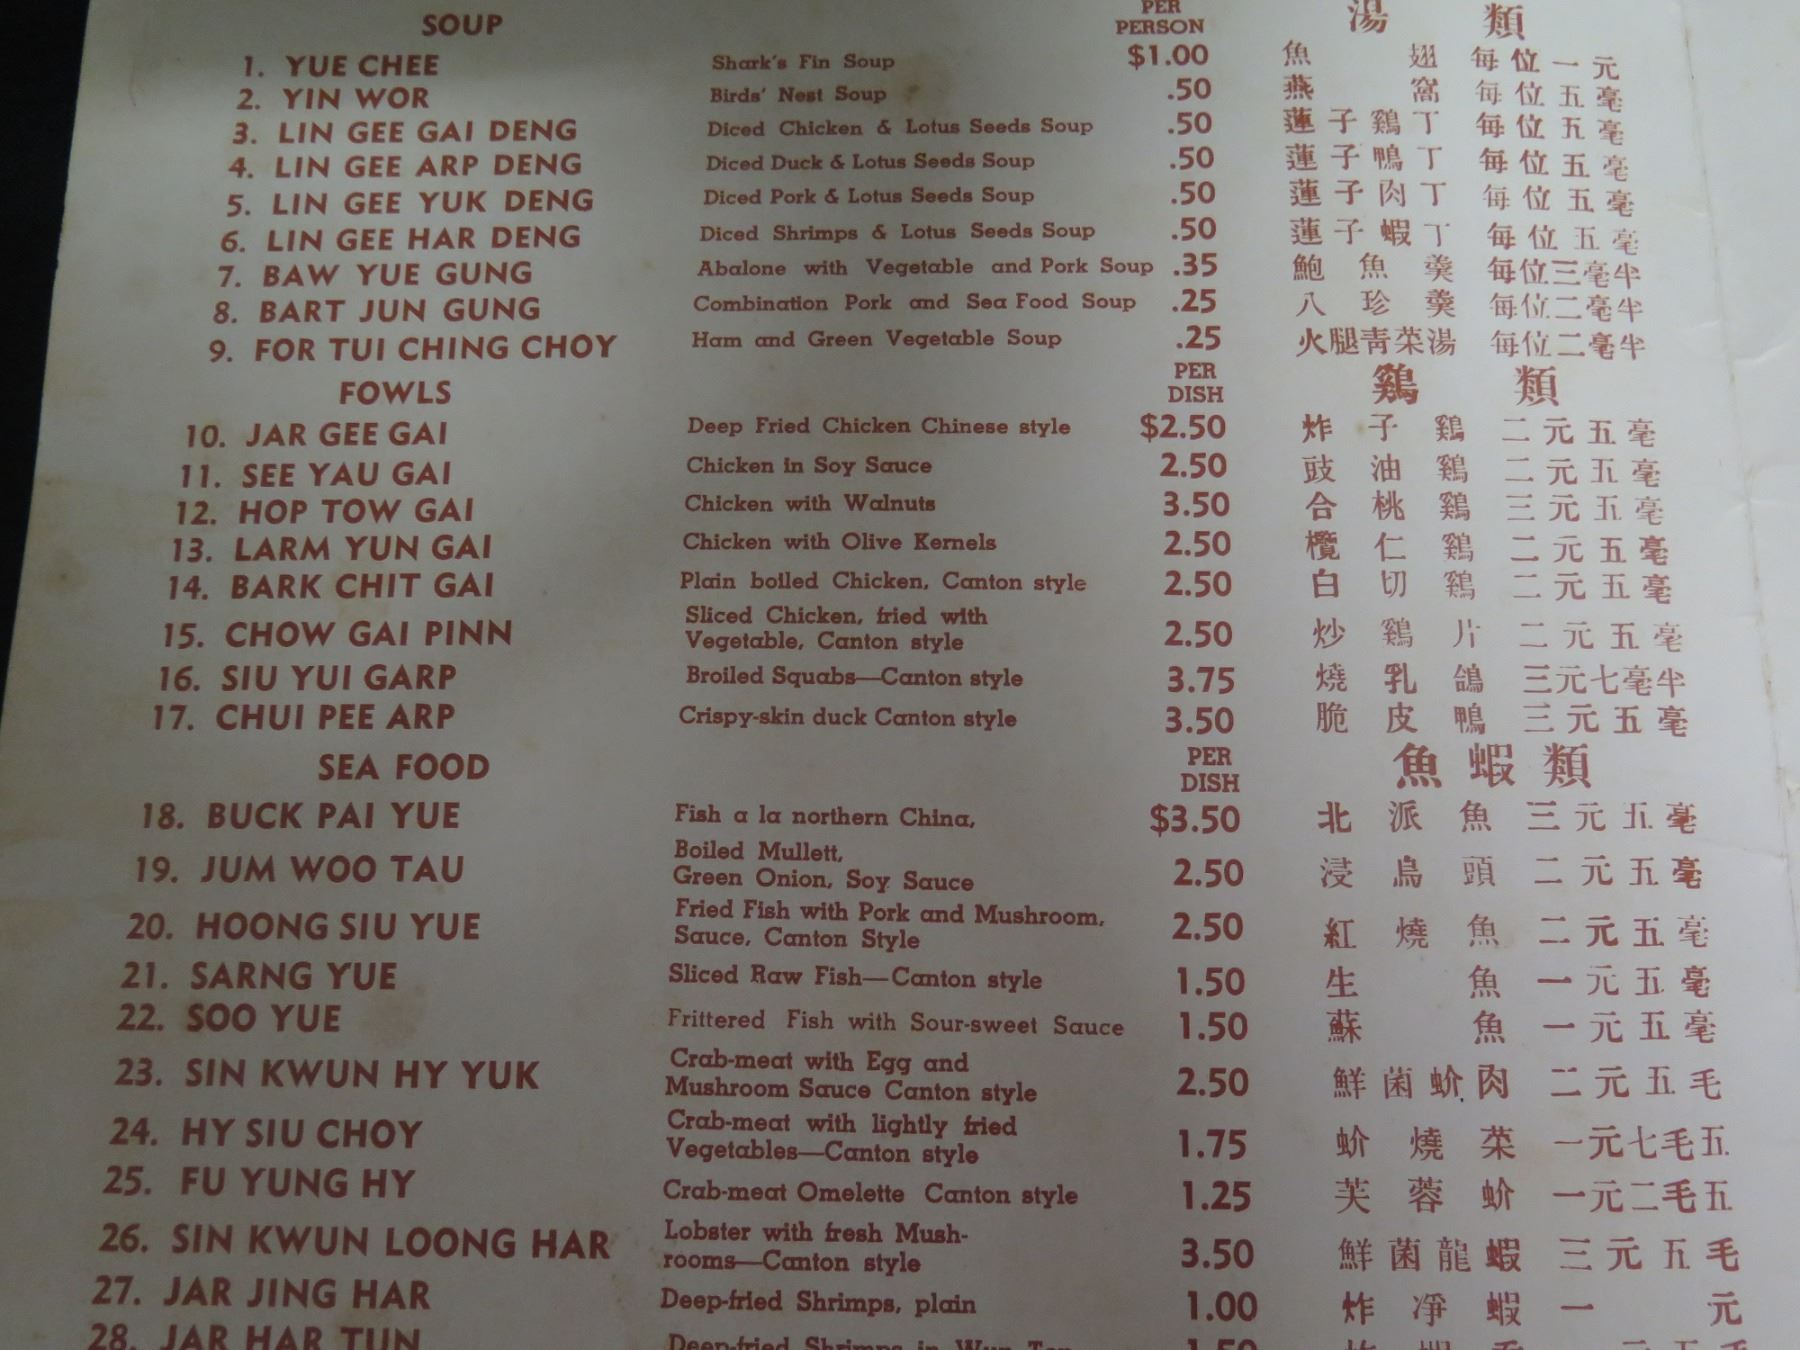 SOUP PER PERSON 湯 類
1. YUE CHEE Shark's Fin Soup $1.00 魚 翅 每位一元
2. YIN WOR Birds' Nest Soup .50 燕 窩 每位五毫
3. LIN GEE GAI DENG Diced Chicken & Lotus Seeds Soup .50 蓮子鷄丁 每位五毫
4. LIN GEE ARP DENG Diced Duck & Lotus Seeds Soup .50 蓮子鴨丁 每位五毫
5. LIN GEE YUK DENG Diced Pork & Lotus Seeds Soup .50 蓮子肉丁 每位五毫
6. LIN GEE HAR DENG Diced Shrimps & Lotus Seeds Soup .50 蓮子蝦丁 每位五毫
7. BAW YUE GUNG Abalone with Vegetable and Pork Soup .35 鮑魚羹 每位三毫半
8. BART JUN GUNG Combination Pork and Sea Food Soup .25 八珍羹 每位二毫半
9. FOR TUI CHING CHOY Ham and Green Vegetable Soup .25 火腿靑菜湯 每位二毫半
FOWLS PER DISH 鷄 類
10. JAR GEE GAI Deep Fried Chicken Chinese style $2.50 炸子鷄 二元五毫
11. SEE YAU GAI Chicken in Soy Sauce 2.50 豉油鷄 二元五毫
12. HOP TOW GAI Chicken with Walnuts 3.50 合桃鷄 三元五毫
13. LARM YUN GAI Chicken with Olive Kernels 2.50 欖仁鷄 二元五毫
14. BARK CHIT GAI Plain boiled Chicken, Canton style 2.50 白切鷄 二元五毫
15. CHOW GAI PINN Sliced Chicken, fried with
Vegetable, Canton style 2.50 炒鷄片 二元五毫
16. SIU YUI GARP Broiled Squabs—Canton style 3.75 燒乳鴿 三元七毫半
17. CHUI PEE ARP Crispy-skin duck Canton style 3.50 脆皮鴨 三元五毫
SEA FOOD PER DISH 魚蝦類
18. BUCK PAI YUE Fish a la northern China, $3.50 北派魚 三元五毫
19. JUM WOO TAU Boiled Mullett,
Green Onion, Soy Sauce 2.50 浸烏頭 二元五毫
20. HOONG SIU YUE Fried Fish with Pork and Mushroom,
Sauce, Canton Style 2.50 紅燒魚 二元五毫
21. SARNG YUE Sliced Raw Fish—Canton style 1.50 生 魚 一元五毫
22. SOO YUE Frittered Fish with Sour-sweet Sauce 1.50 蘇 魚 一元五毫
23. SIN KWUN HY YUK Crab-meat with Egg and
Mushroom Sauce Canton style 2.50 鮮菌蚧肉 二元五毛
24. HY SIU CHOY Crab-meat with lightly fried
Vegetables—Canton style 1.75 蚧燒菜 一元七毛五
25. FU YUNG HY Crab-meat Omelette Canton style 1.25 芙蓉蚧 一元二毛五
26. SIN KWUN LOONG HAR Lobster with fresh Mush-
rooms—Canton style 3.50 鮮菌龍蝦 三元五毛
27. JAR JING HAR Deep-fried Shrimps, plain 1.00 炸淨蝦 一 元
28. JAR HAR TUN Deep-fried Shrimps in Wun Ton 1.50